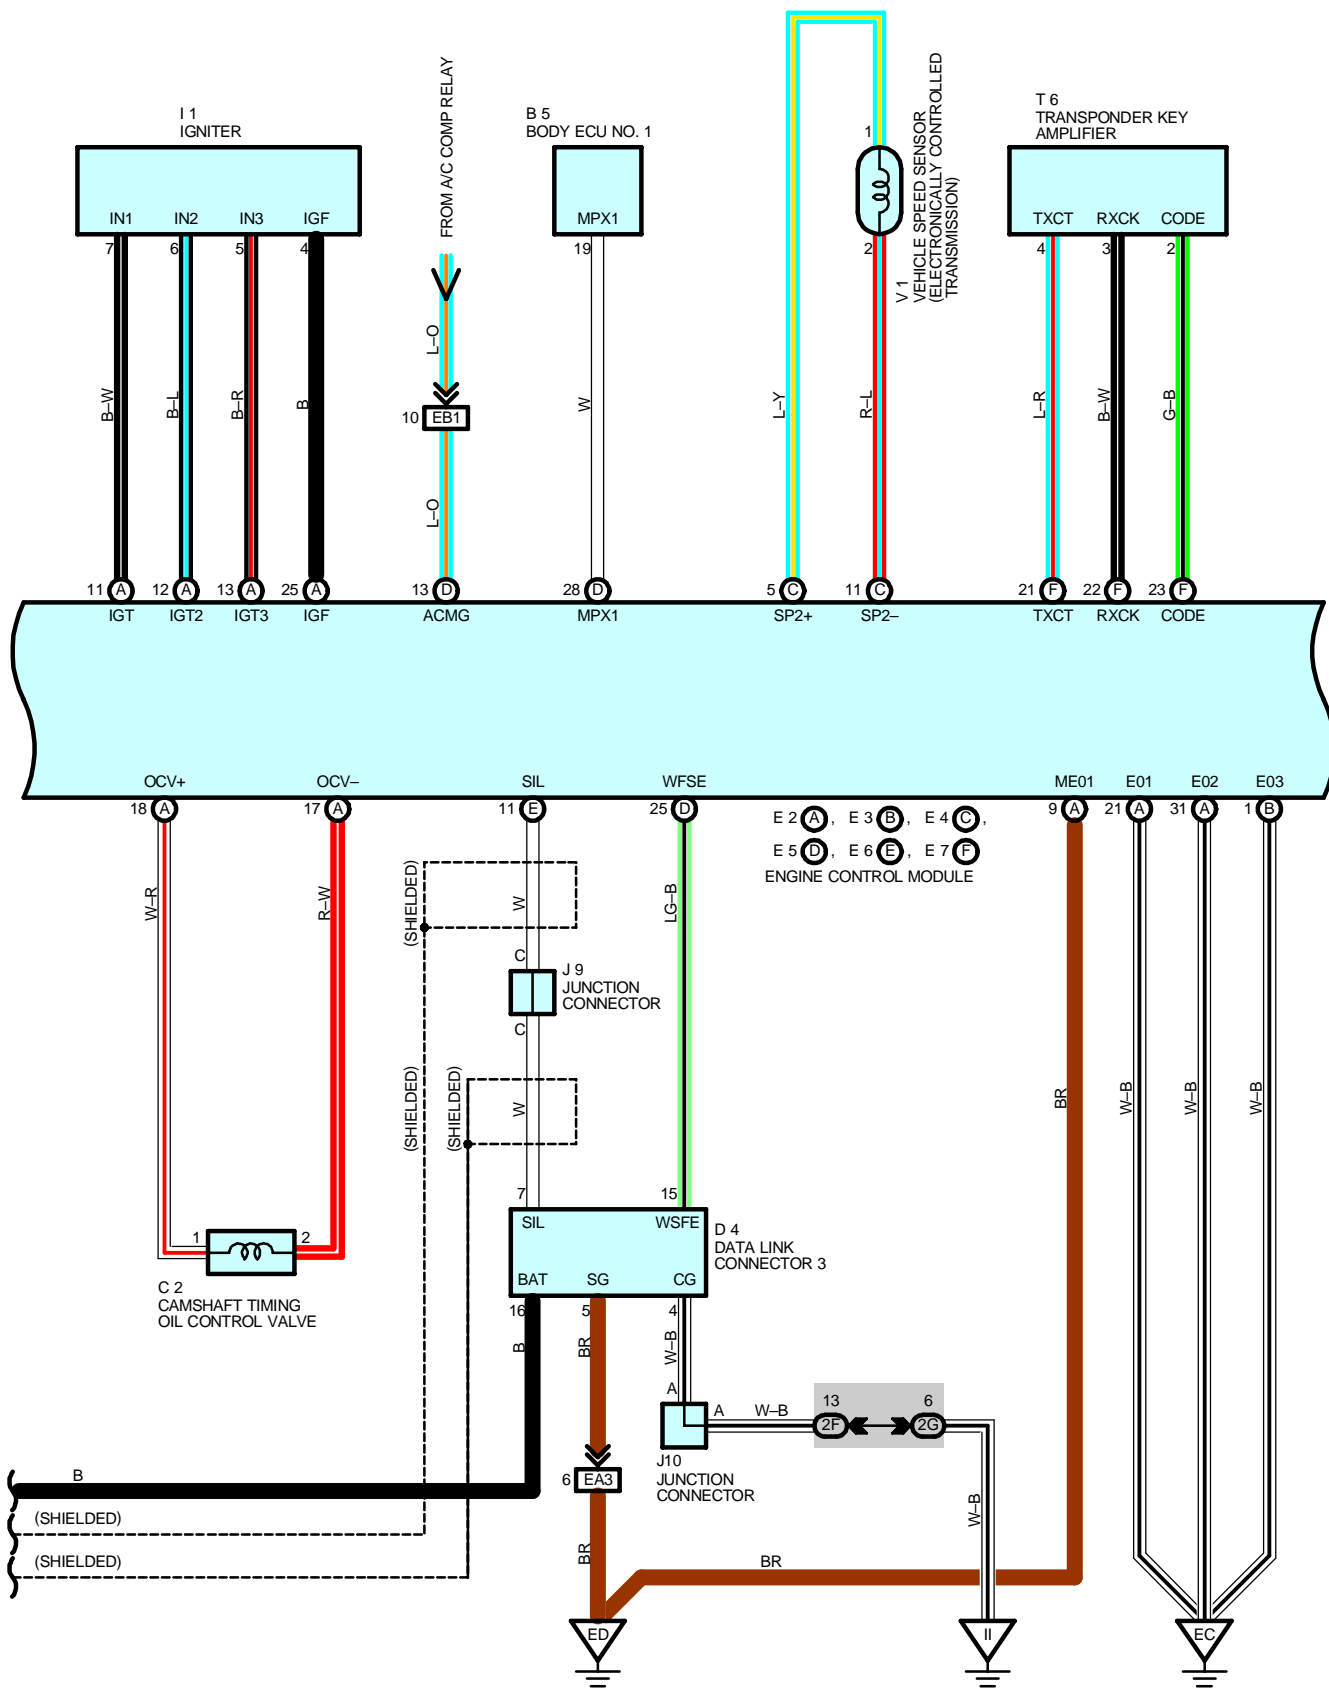 I 1
IGNITER
FROM A/C COMP RELAY
B 5
BODY ECU NO. 1
V 1
VEHICLE SPEED SENSOR
(ELECTRONICALLY CONTROLLED
TRANSMISSION)
T 6
TRANSPONDER KEY
AMPLIFIER
1
IN1 IN2 IN3 IGF
MPX1
TXCT RXCK CODE
7 6 5 4
19
2
4 3 2
L–O
B–W B–L B–R B
10 EB1
W
L–Y
R–L
L–R B–W G–B
L–O
11 A 12 A 13 A 25 A 13 D 28 D 5 C 11 C 21 F 22 F 23 F
IGT IGT2 IGT3 IGF ACMG MPX1 SP2+ SP2– TXCT RXCK CODE
OCV+ OCV– SIL WFSE ME01 E01 E02 E03
18 A 17 A 11 E 25 D 9 A 21 A 31 A 1 B
E 2 A , E 3 B , E 4 C ,
E 5 D , E 6 E , E 7 F
ENGINE CONTROL MODULE
W–R
R–W
(SHIELDED)
W
LG–B
C
J 9
JUNCTION
CONNECTOR
C
(SHIELDED)
(SHIELDED)
W
BR
W–B
W–B
W–B
7 15
SIL WSFE
D 4
DATA LINK
CONNECTOR 3
BAT SG CG
1 2
C 2
CAMSHAFT TIMING
OIL CONTROL VALVE
16 5 4
B
BR
W–B
A
A
W–B
13
2F
6
2G
J10
JUNCTION
CONNECTOR
6 EA3
B
(SHIELDED)
(SHIELDED)
W–B
BR
BR
ED
II
EC